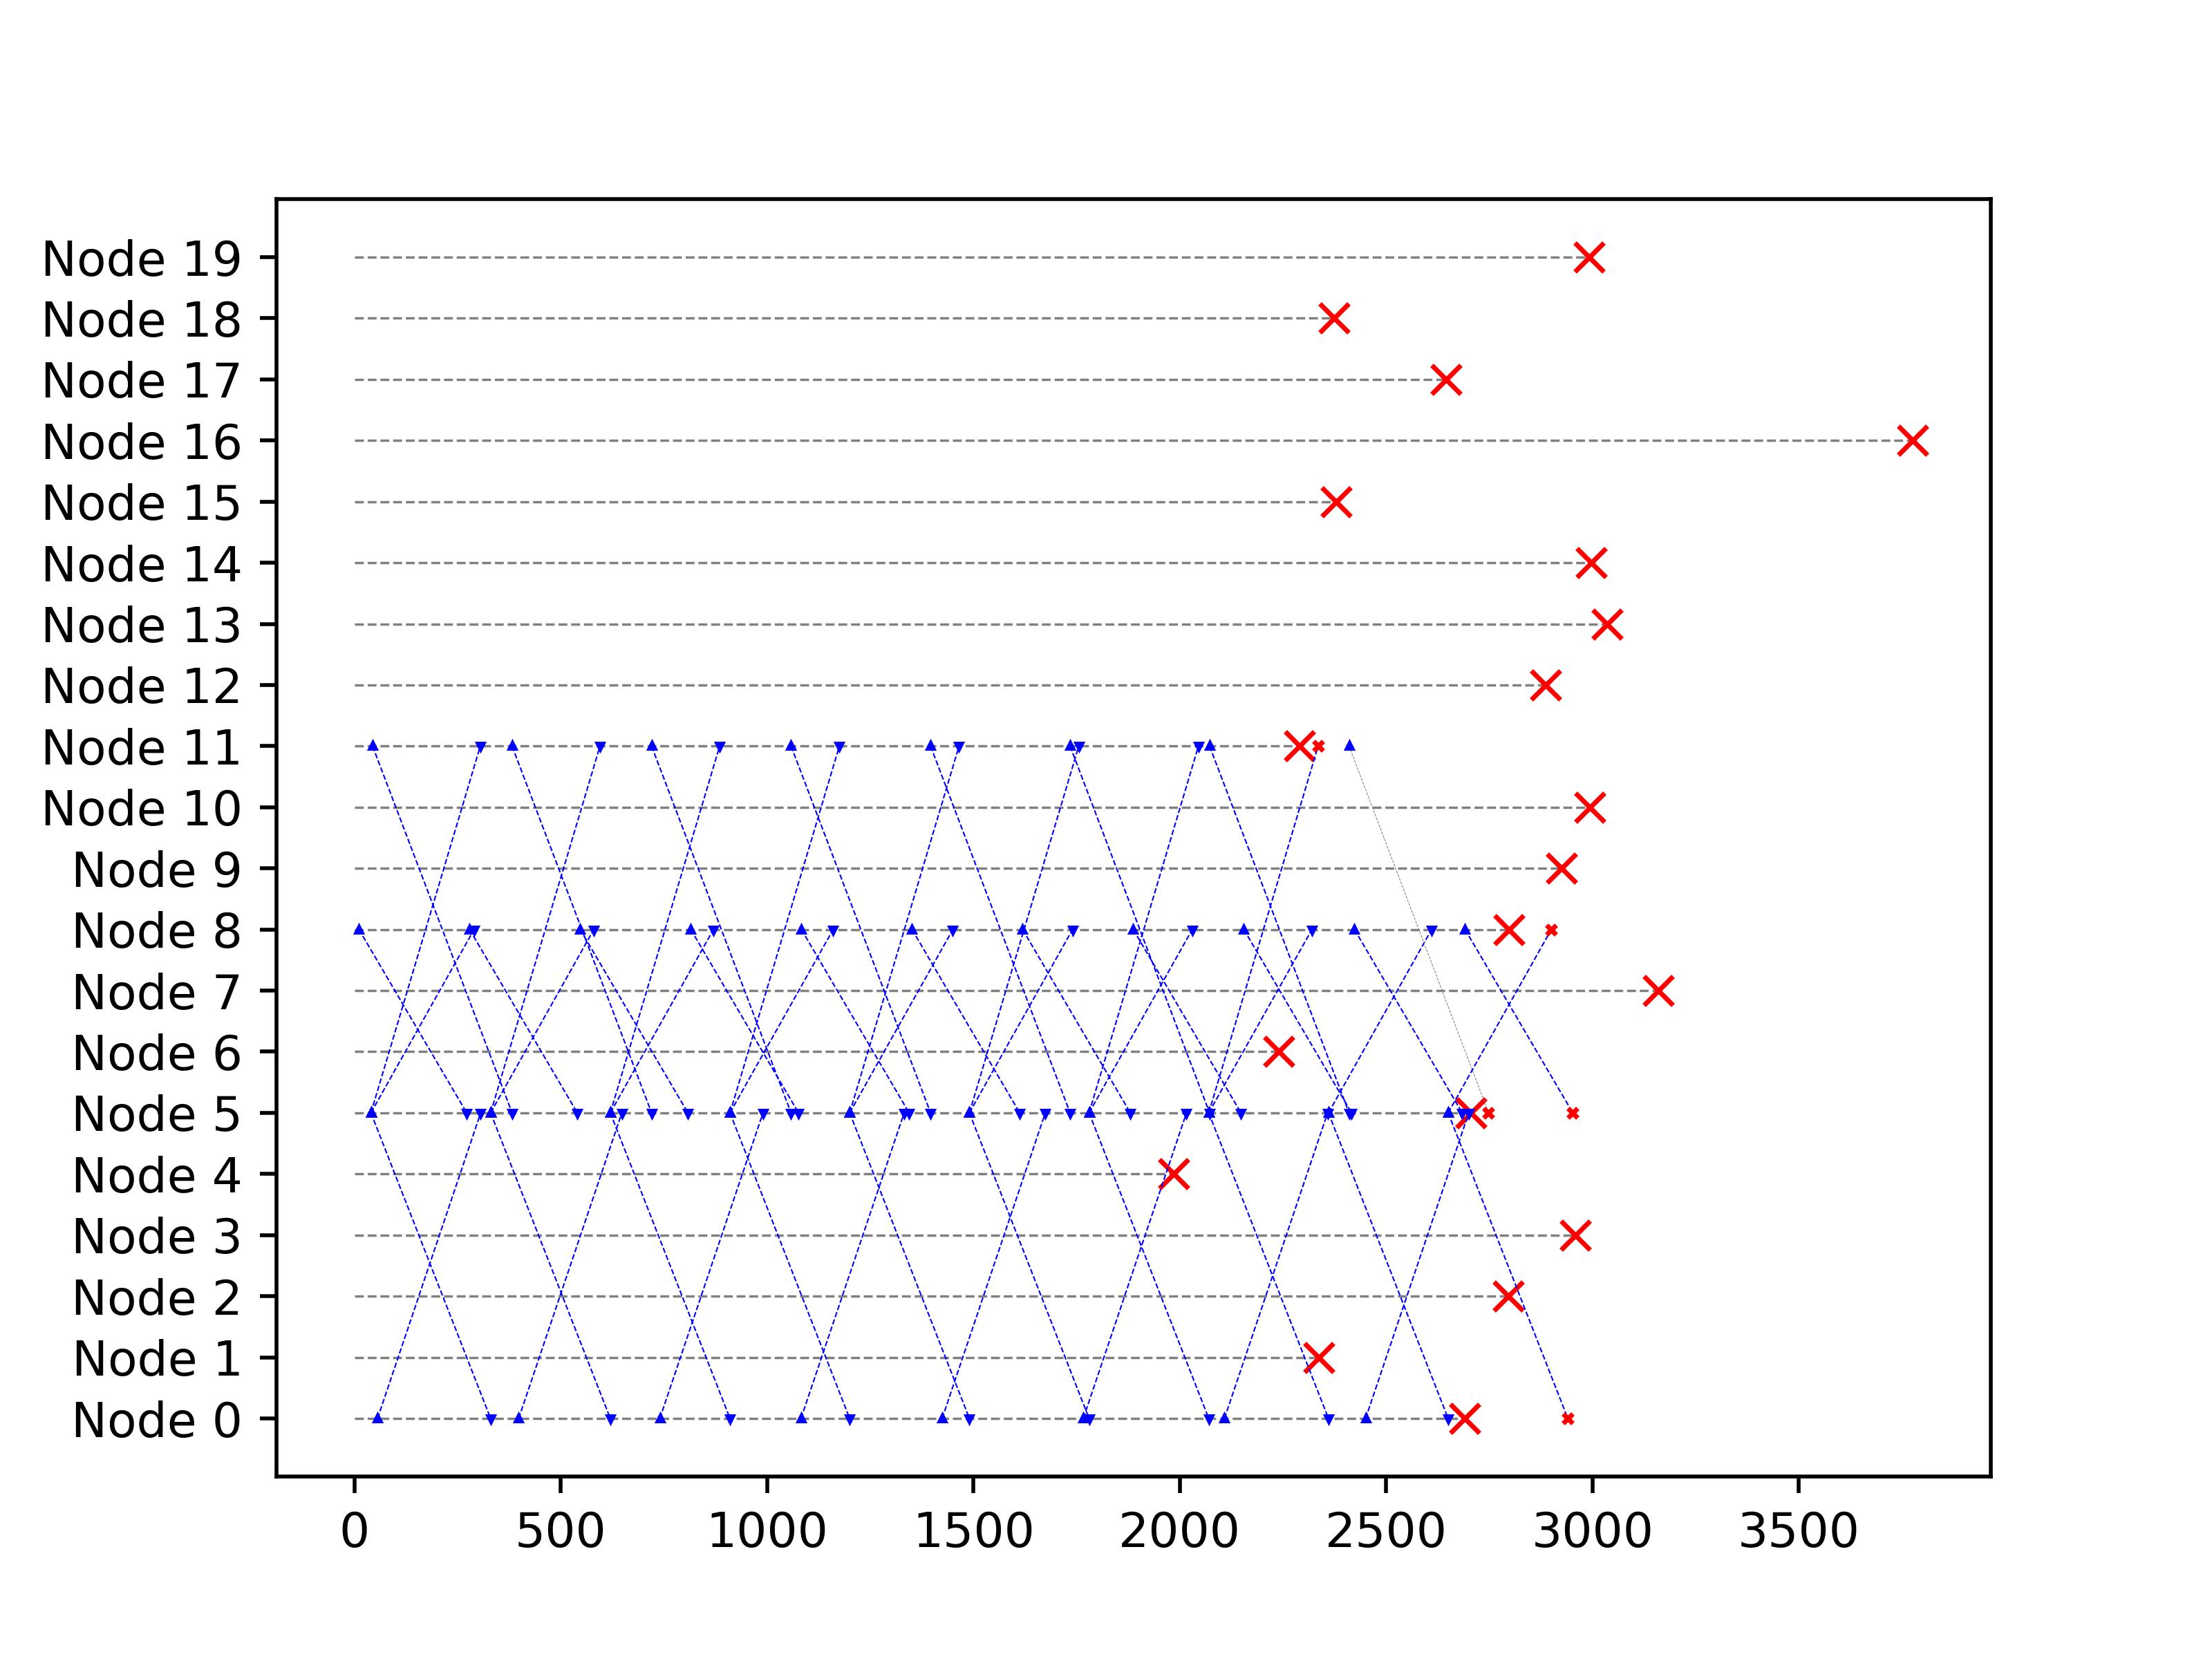 Node 19
Node 18
Node 17
Node 16
Node 15
Node 14
Node 13
Node 12
Node 11
Node 10
Node 9
Node 8
Node 7
Node 6
Node 5
Node 4
Node 3
Node 2
Node 1
Node 0
0 500 1000 1500 2000 2500 3000 3500